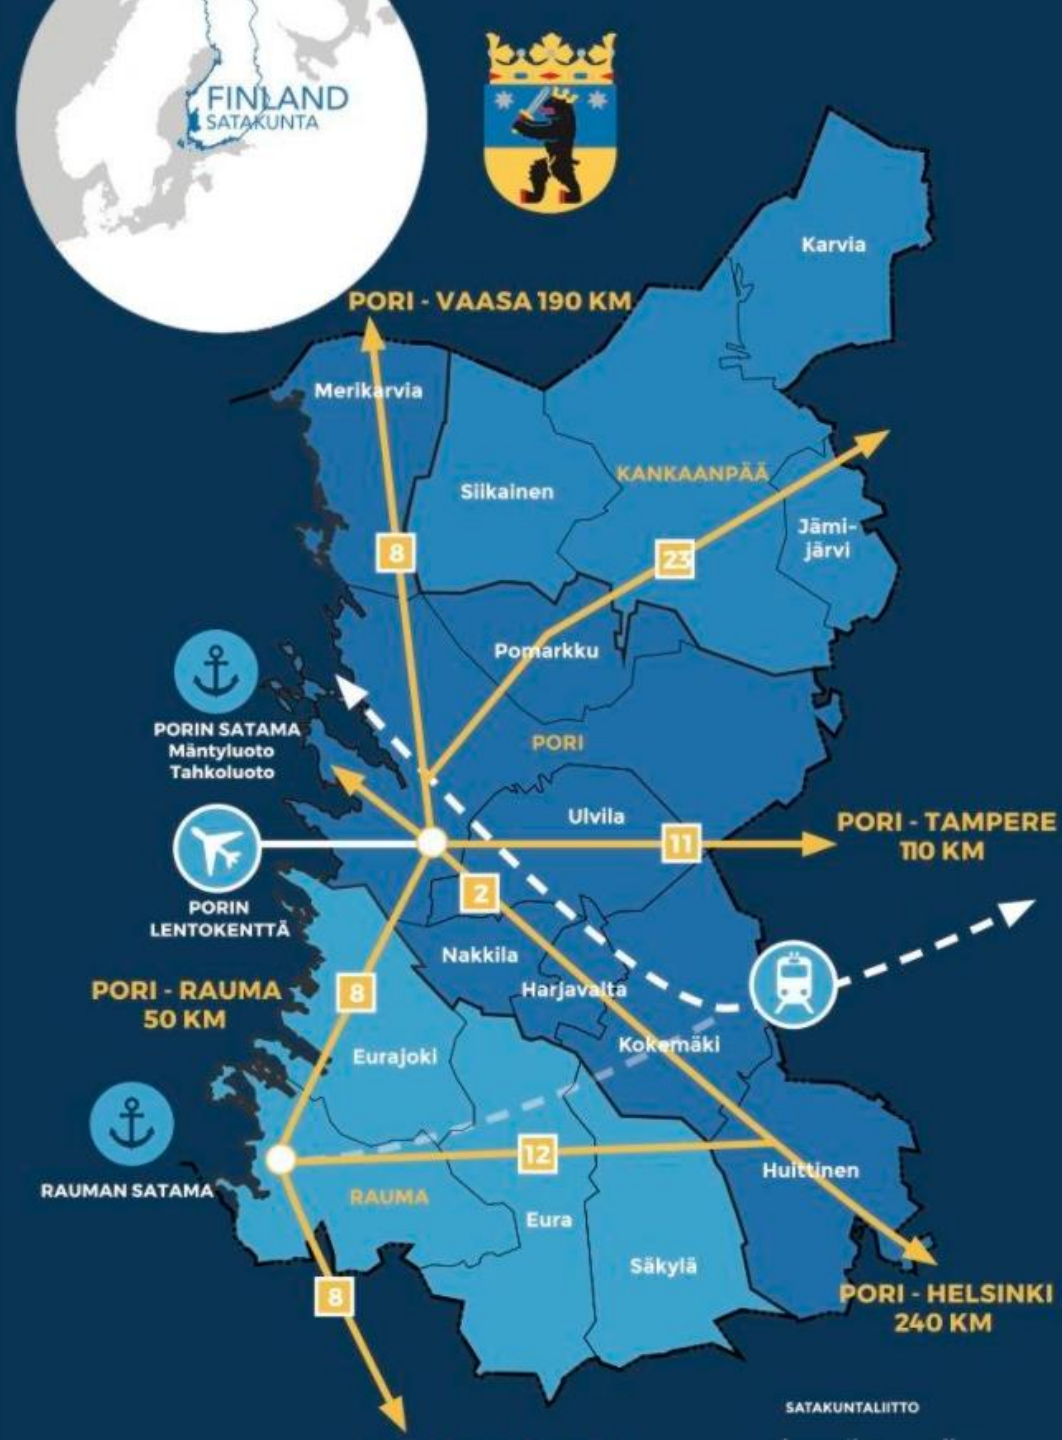 FINLAND
SATAKUNTA
Karvia
PORI - VAASA 190 KM
Merikarvia
KANKAANPÄÄ
Siikainen
Jämi-
järvi
8
23
Pomarkku
PORIN SATAMA
Mäntyluoto
Tahkoluoto
PORI
Ulvila
PORI - TAMPERE
110 KM
11
2
PORIN
LENTOKENTTÄ
Nakkila
Harjavalta
PORI - RAUMA
50 KM
8
Kokemäki
Eurajoki
12
Huittinen
RAUMAN SATAMA
RAUMA
Eura
Säkylä
8
PORI - HELSINKI
240 KM
SATAKUNTALIITTO